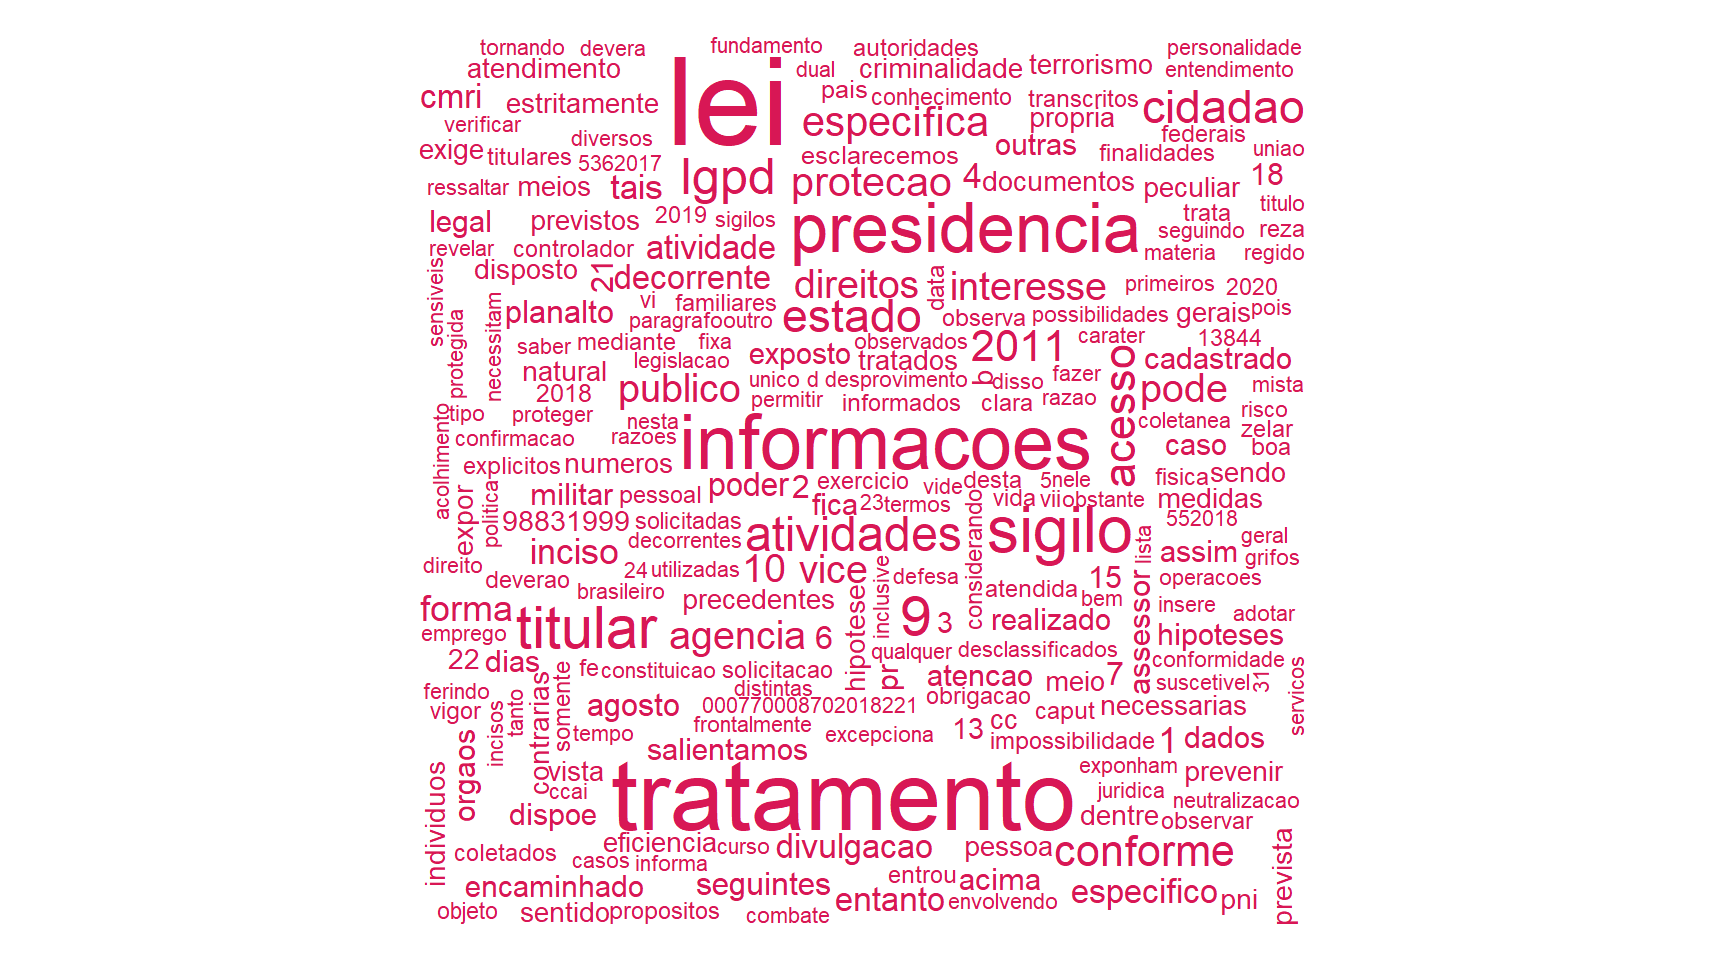 tornando devera fundamento autoridades personalidade
atendimento lei dual criminalidade terrorismo entendimento
cmri estritamente pais conhecimento transcritos cidadao
verificar especifica propria
diversos federais
exige titulares 5362017 esclarecemos outras finalidades uniao
ressaltar meios tais lgpd protecao 4 documentos peculiar 18
legal previstos 2019 sigilos presidencia trata titulo
seguindo reza
revelar controlador atividade materia regido
sensiveis disposto 21 decorrente direitos data interesse primeiros 2020
necessitam planalto vi familiares estado observa possibilidades gerais pois
protegida paragrafooutro
saber mediante fixa observados 2011 carater 13844
legislacao exposto tratados acesso cadastrado
natural publico unico d desprovimento b disso fazer pode mista
2018 permitir informados clara razao
acolhimento tipo proteger nesta informacoes coletanea risco
confirmacao razoes caso zelar
boa
explicitos numeros fisica sendo
expor politica militar pessoal poder 2 exercicio vide desta 5nele
fica 23 termos considerando vida vii obstante medidas
98831999 solicitadas atividades sigilo 552018
inciso decorrentes lista assim geral
grifos
direito deverao 24 utilizadas 10 vice inclusive defesa atendida 15 operacoes
brasileiro bem
forma precedentes hipotese 9 3 realizado assessor insere adotar
emprego titular agencia 6 hipoteses
22 dias qualquer desclassificados conformidade
somente fe constituicao solicitacao pr atencao meio 7 suscetivel 31 servicos
ferindo distintas obrigacao
vigor incisos tanto contrarias agosto 000770008702018221 caput necessarias
frontalmente 13 cc
orgaos tempo excepciona impossibilidade 1 dados
salientamos
individuos vista tratamento exponham prevenir
ccai juridica neutralizacao
dispoe dentre observar
eficiencia curso divulgacao pessoa conforme prevista
coletados casos informa
encaminhado seguintes entrou acima especifico pni
entanto envolvendo
objeto sentido propositos combate